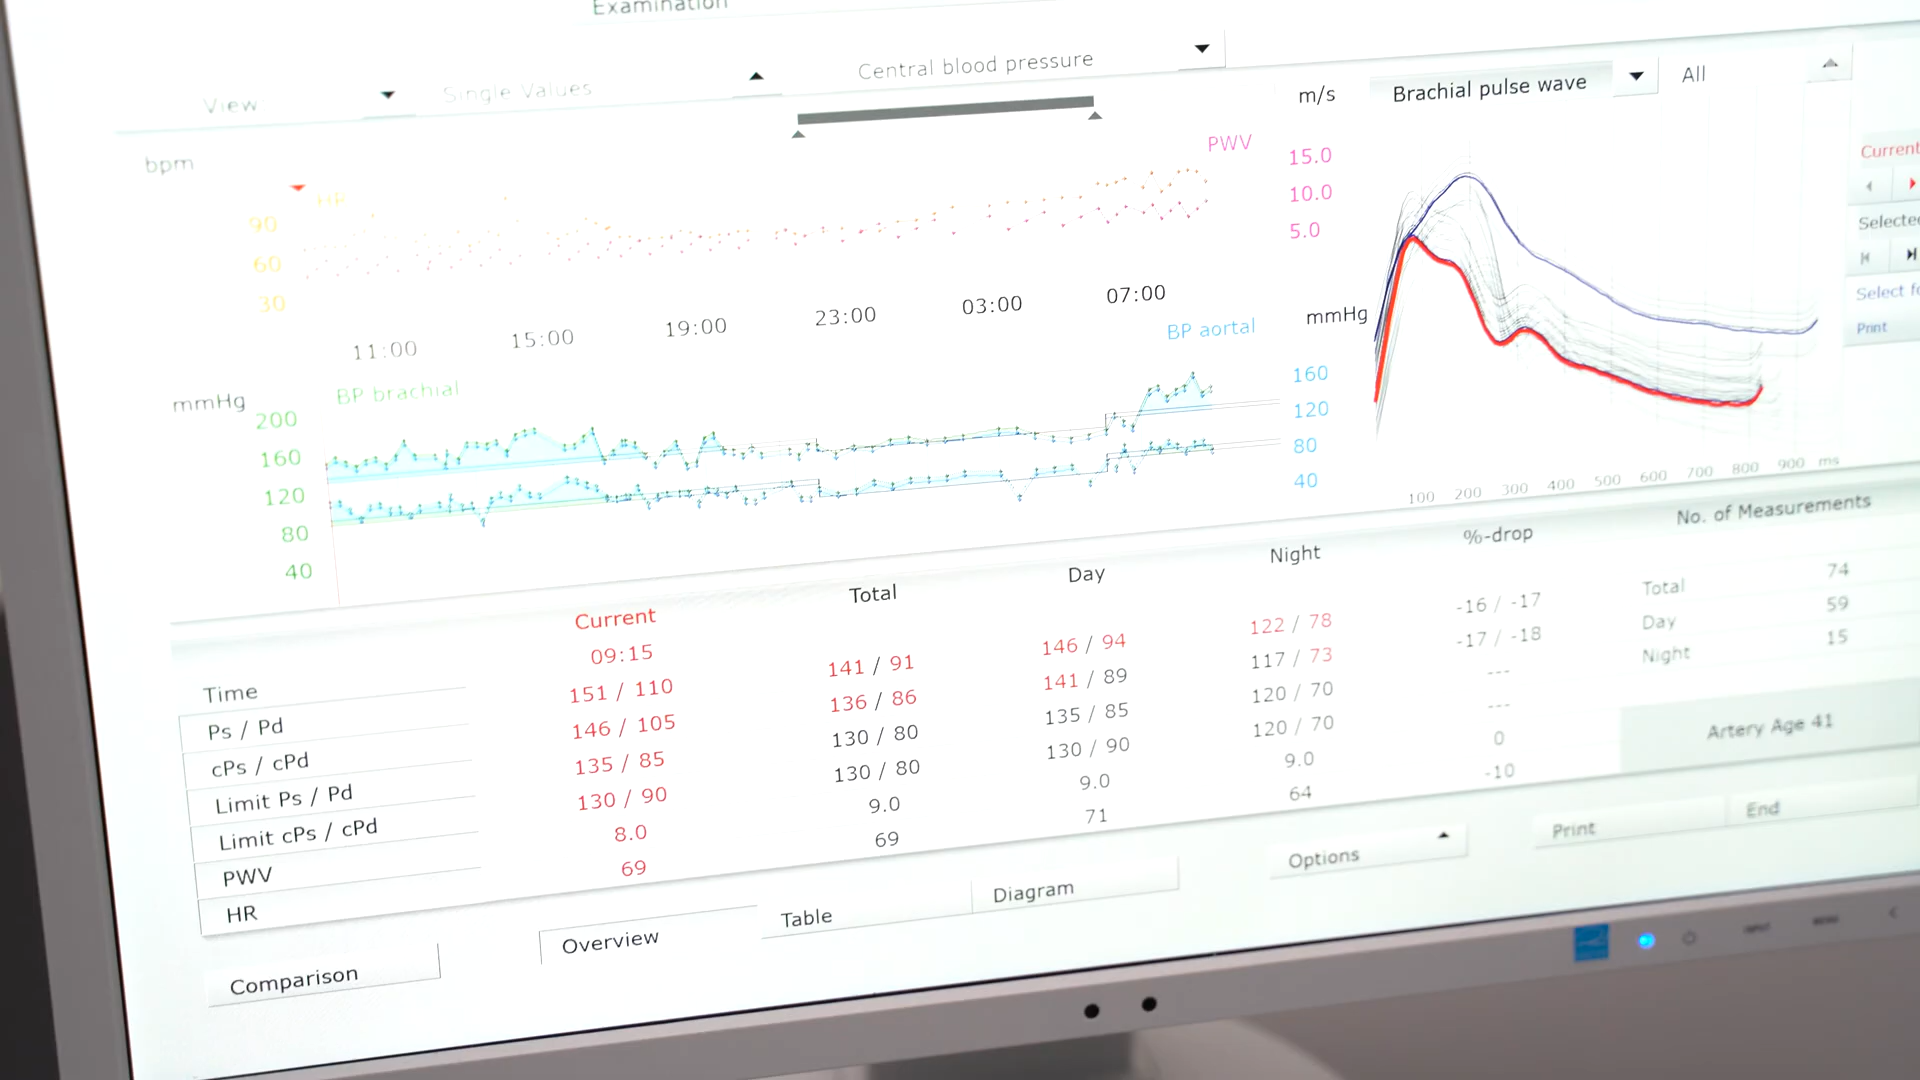 Examination
View
Single Values
Central blood pressure
m/s
Brachial pulse wave
All
bpm
HR
PWV
90
60
30
15.0
10.0
5.0
11:00 15:00 19:00 23:00 03:00 07:00
mmHg
BP brachial
BP aortal
mmHg
200
160
120
80
40
160
120
80
40
100 200 300 400 500 600 700 800 900 ms
Current
Selected
Select
Print
Current Total Day Night %-drop No. of Measurements
Time 09:15
Ps / Pd 151 / 110 141 / 91 146 / 94 122 / 78 -16 / -17
cPs / cPd 146 / 105 136 / 86 141 / 89 117 / 73 -17 / -18
Limit Ps / Pd 135 / 85 130 / 80 135 / 85 120 / 70 ---
Limit cPs / cPd 130 / 90 130 / 80 130 / 90 120 / 70 ---
PWV 8.0 9.0 9.0 9.0 0
HR 69 69 71 64 -10
Total 74
Day 59
Night 15
Artery Age 41
Comparison
Overview
Table
Diagram
Options
Print
End